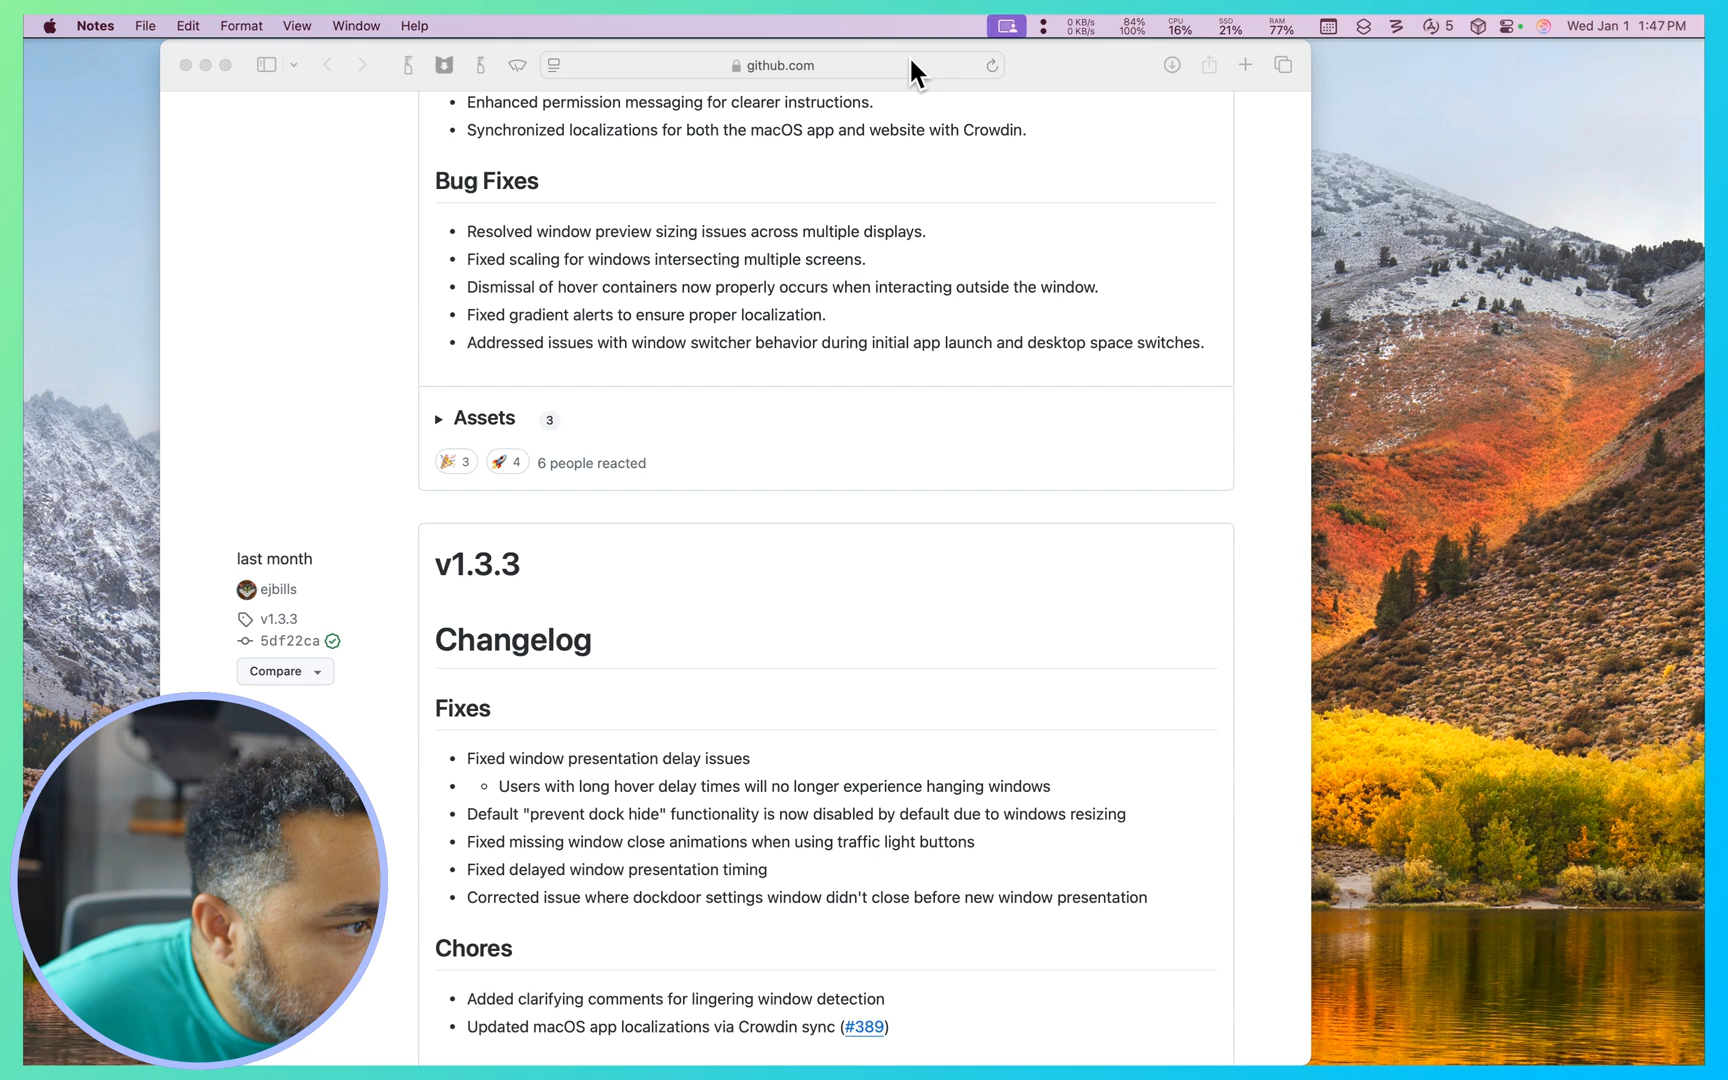 Notes File Edit Format View Window Help
0 KB/s 84% CPU SSD RAM 5 Wed Jan 1 1:47 PM
0 KB/s 100% 16% 21% 77%
github.com
Enhanced permission messaging for clearer instructions.
Synchronized localizations for both the macOS app and website with Crowdin.
Bug Fixes
Resolved window preview sizing issues across multiple displays.
Fixed scaling for windows intersecting multiple screens.
Dismissal of hover containers now properly occurs when interacting outside the window.
Fixed gradient alerts to ensure proper localization.
Addressed issues with window switcher behavior during initial app launch and desktop space switches.
Assets 3
3 4 6 people reacted
last month
ejbills
v1.3.3
5df22ca
Compare
v1.3.3
Changelog
Fixes
Fixed window presentation delay issues
Users with long hover delay times will no longer experience hanging windows
Default "prevent dock hide" functionality is now disabled by default due to windows resizing
Fixed missing window close animations when using traffic light buttons
Fixed delayed window presentation timing
Corrected issue where dockdoor settings window didn't close before new window presentation
Chores
Added clarifying comments for lingering window detection
Updated macOS app localizations via Crowdin sync (#389)